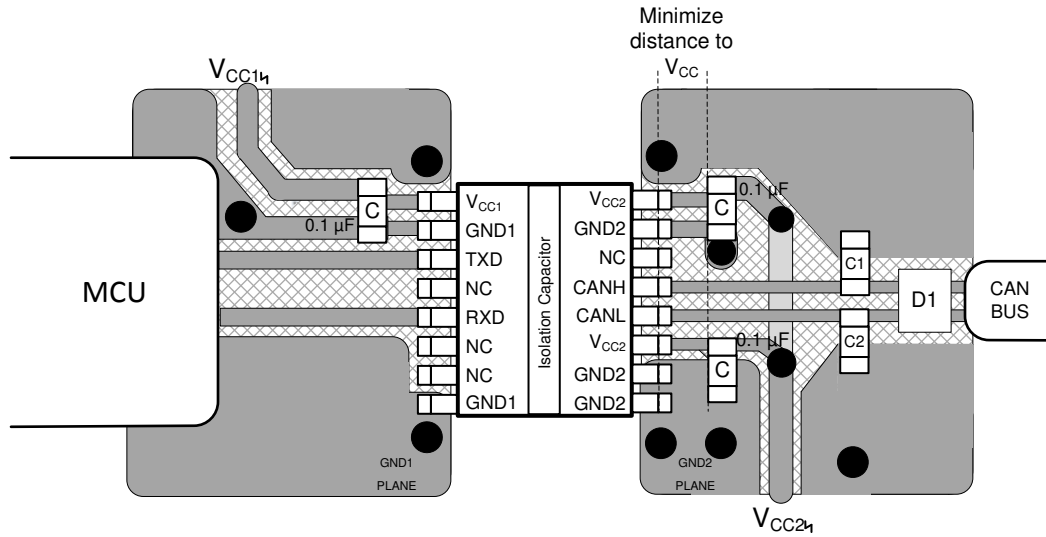 Minimize
distance to
VCC
VCC1
VCC2
MCU
0.1 µF
C
VCC1
GND1
TXD
NC
RXD
NC
NC
GND1
Isolation Capacitor
VCC2
GND2
NC
CANH
CANL
VCC2
GND2
GND2
C
0.1 µF
0.1 µF
C
C1
C2
D1
CAN
BUS
GND1
PLANE
GND2
PLANE